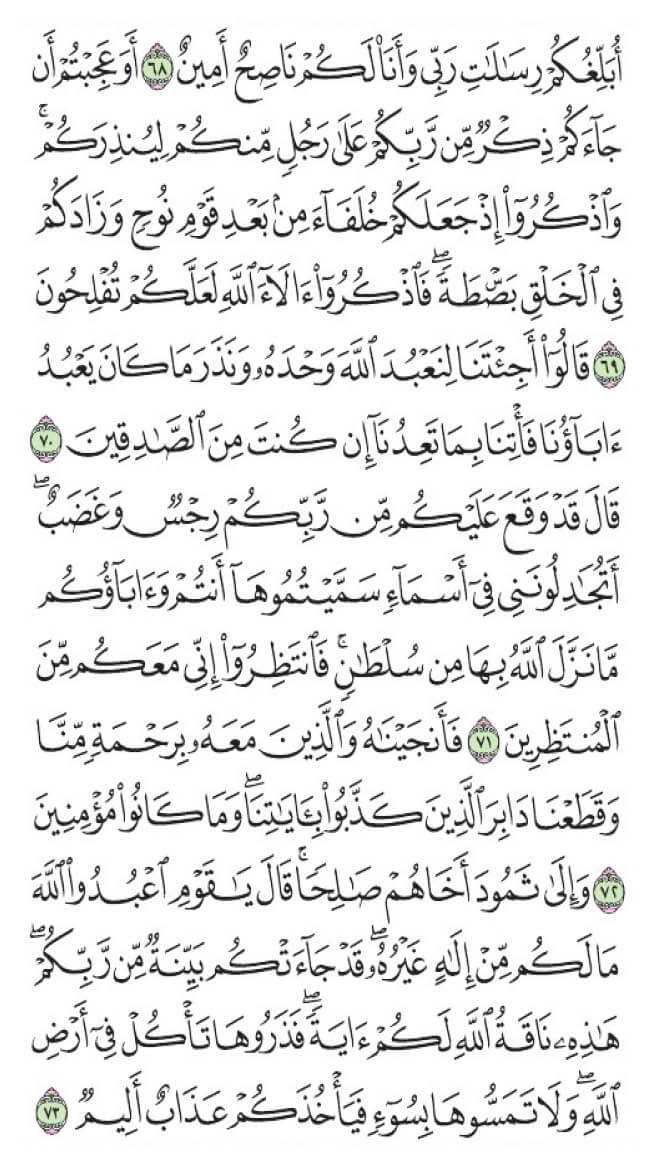 أُبَلِّغُكُمْ رِسَـٰلَـٰتِ رَبِّى وَأَنَا۠ لَكُمْ نَاصِحٌ أَمِينٌ ٦٨ أَوَعَجِبْتُمْ أَن
جَآءَكُمْ ذِكْرٌ مِّن رَّبِّكُمْ عَلَىٰ رَجُلٍ مِّنكُمْ لِيُنذِرَكُمْ ۚ
وَٱذْكُرُوٓا۟ إِذْ جَعَلَكُمْ خُلَفَآءَ مِنۢ بَعْدِ قَوْمِ نُوحٍ وَزَادَكُمْ
فِى ٱلْخَلْقِ بَصْۜطَةً ۖ فَٱذْكُرُوٓا۟ ءَالَآءَ ٱللَّهِ لَعَلَّكُمْ تُفْلِحُونَ
٦٩ قَالُوٓا۟ أَجِئْتَنَا لِنَعْبُدَ ٱللَّهَ وَحْدَهُۥ وَنَذَرَ مَا كَانَ يَعْبُدُ
ءَابَآؤُنَا فَأْتِنَا بِمَا تَعِدُنَآ إِن كُنتَ مِنَ ٱلصَّـٰدِقِينَ ٧٠
قَالَ قَدْ وَقَعَ عَلَيْكُم مِّن رَّبِّكُمْ رِجْسٌ وَغَضَبٌ ۖ
أَتُجَـٰدِلُونَنِى فِىٓ أَسْمَآءٍ سَمَّيْتُمُوهَآ أَنتُمْ وَءَابَآؤُكُم
مَّا نَزَّلَ ٱللَّهُ بِهَا مِن سُلْطَـٰنٍ ۚ فَٱنتَظِرُوٓا۟ إِنِّى مَعَكُم مِّنَ
ٱلْمُنتَظِرِينَ ٧١ فَأَنجَيْنَـٰهُ وَٱلَّذِينَ مَعَهُۥ بِرَحْمَةٍ مِّنَّا
وَقَطَعْنَا دَابِرَ ٱلَّذِينَ كَذَّبُوا۟ بِـَٔايَـٰتِنَا ۖ وَمَا كَانُوا۟ مُؤْمِنِينَ
٧٢ وَإِلَىٰ ثَمُودَ أَخَاهُمْ صَـٰلِحًا ۚ قَالَ يَـٰقَوْمِ ٱعْبُدُوا۟ ٱللَّهَ
مَا لَكُم مِّنْ إِلَـٰهٍ غَيْرُهُۥ ۖ قَدْ جَآءَتْكُم بَيِّنَةٌ مِّن رَّبِّكُمْ ۖ
هَـٰذِهِۦ نَاقَةُ ٱللَّهِ لَكُمْ ءَايَةً ۖ فَذَرُوهَا تَأْكُلْ فِىٓ أَرْضِ
ٱللَّهِ ۖ وَلَا تَمَسُّوهَا بِسُوٓءٍ فَيَأْخُذَكُمْ عَذَابٌ أَلِيمٌ ٧٣